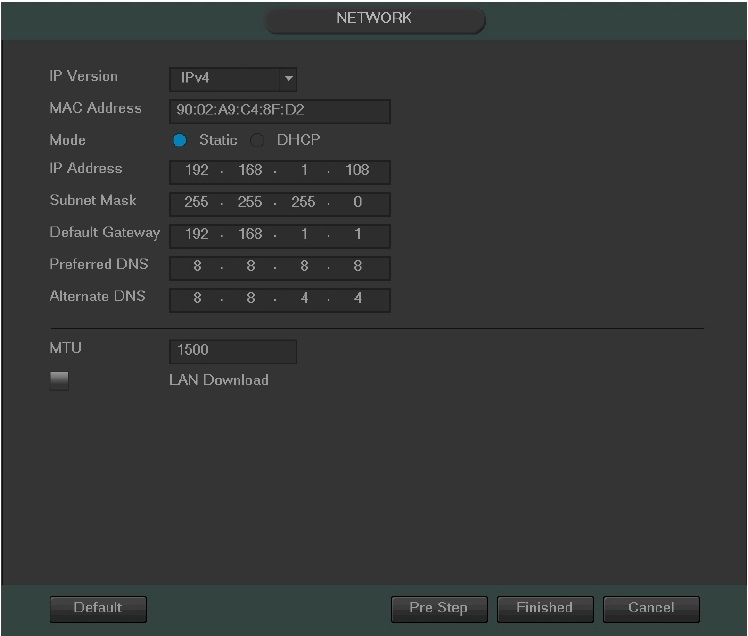 NETWORK
IP Version IPv4
MAC Address 90:02:A9:C4:8F:D2
Mode Static DHCP
IP Address 192 . 168 . 1 . 108
Subnet Mask 255 . 255 . 255 . 0
Default Gateway 192 . 168 . 1 . 1
Preferred DNS 8 . 8 . 8 . 8
Alternate DNS 8 . 8 . 4 . 4
MTU 1500
LAN Download
Default Pre Step Finished Cancel